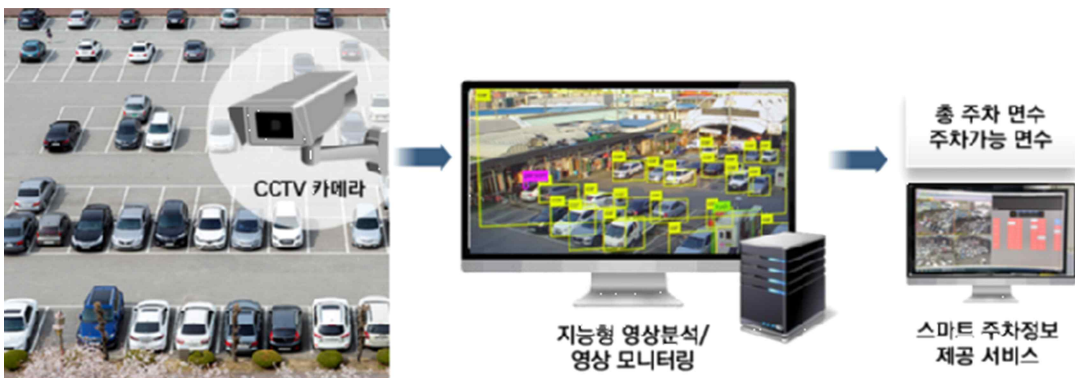 CCTV 카메라
지능형 영상분석/
영상 모니터링
총 주차 면수
주차가능 면수
스마트 주차정보
제공 서비스